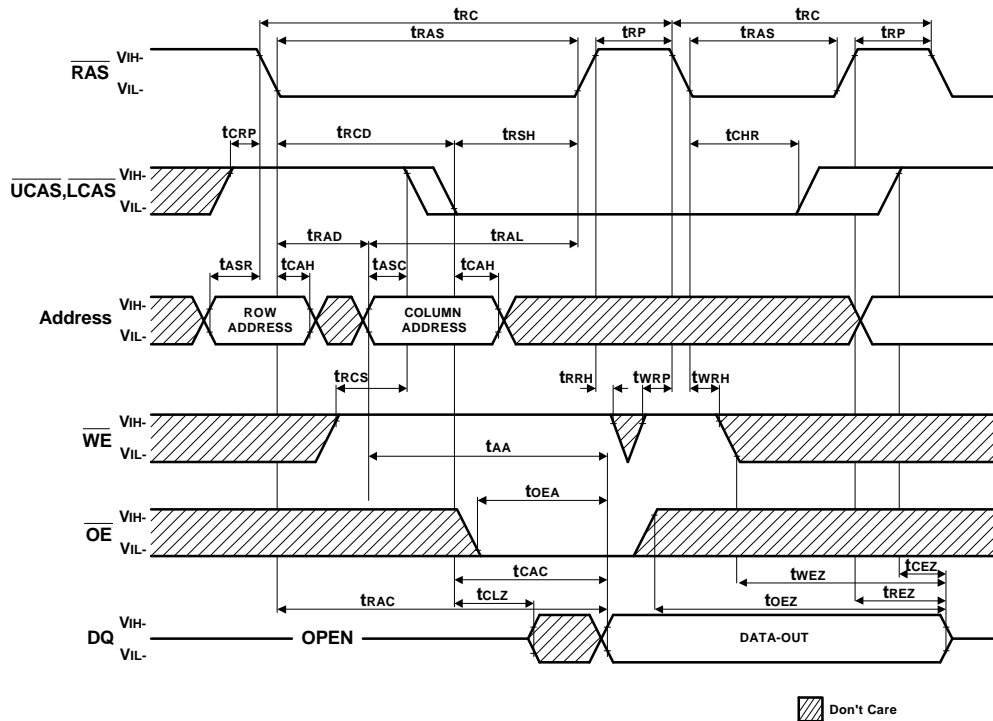 tRC tRC
tRAS tRP tRAS tRP
RAS VIH-
VIL-
tCRP tRCD tRSH tCHR
UCAS,LCAS VIH-
VIL-
tRAD tRAL
tASR tCAH tASC tCAH
Address VIH-
VIL-
ROW ADDRESS
COLUMN ADDRESS
tRCS tRRH tWRP tWRH
WE VIH-
VIL-
tAA
tOEA
OE VIH-
VIL-
tCAC tCEZ
tWEZ
tCLZ tREZ
tRAC tOEZ
DQ VIH-
VIL-
OPEN DATA-OUT
Don't Care